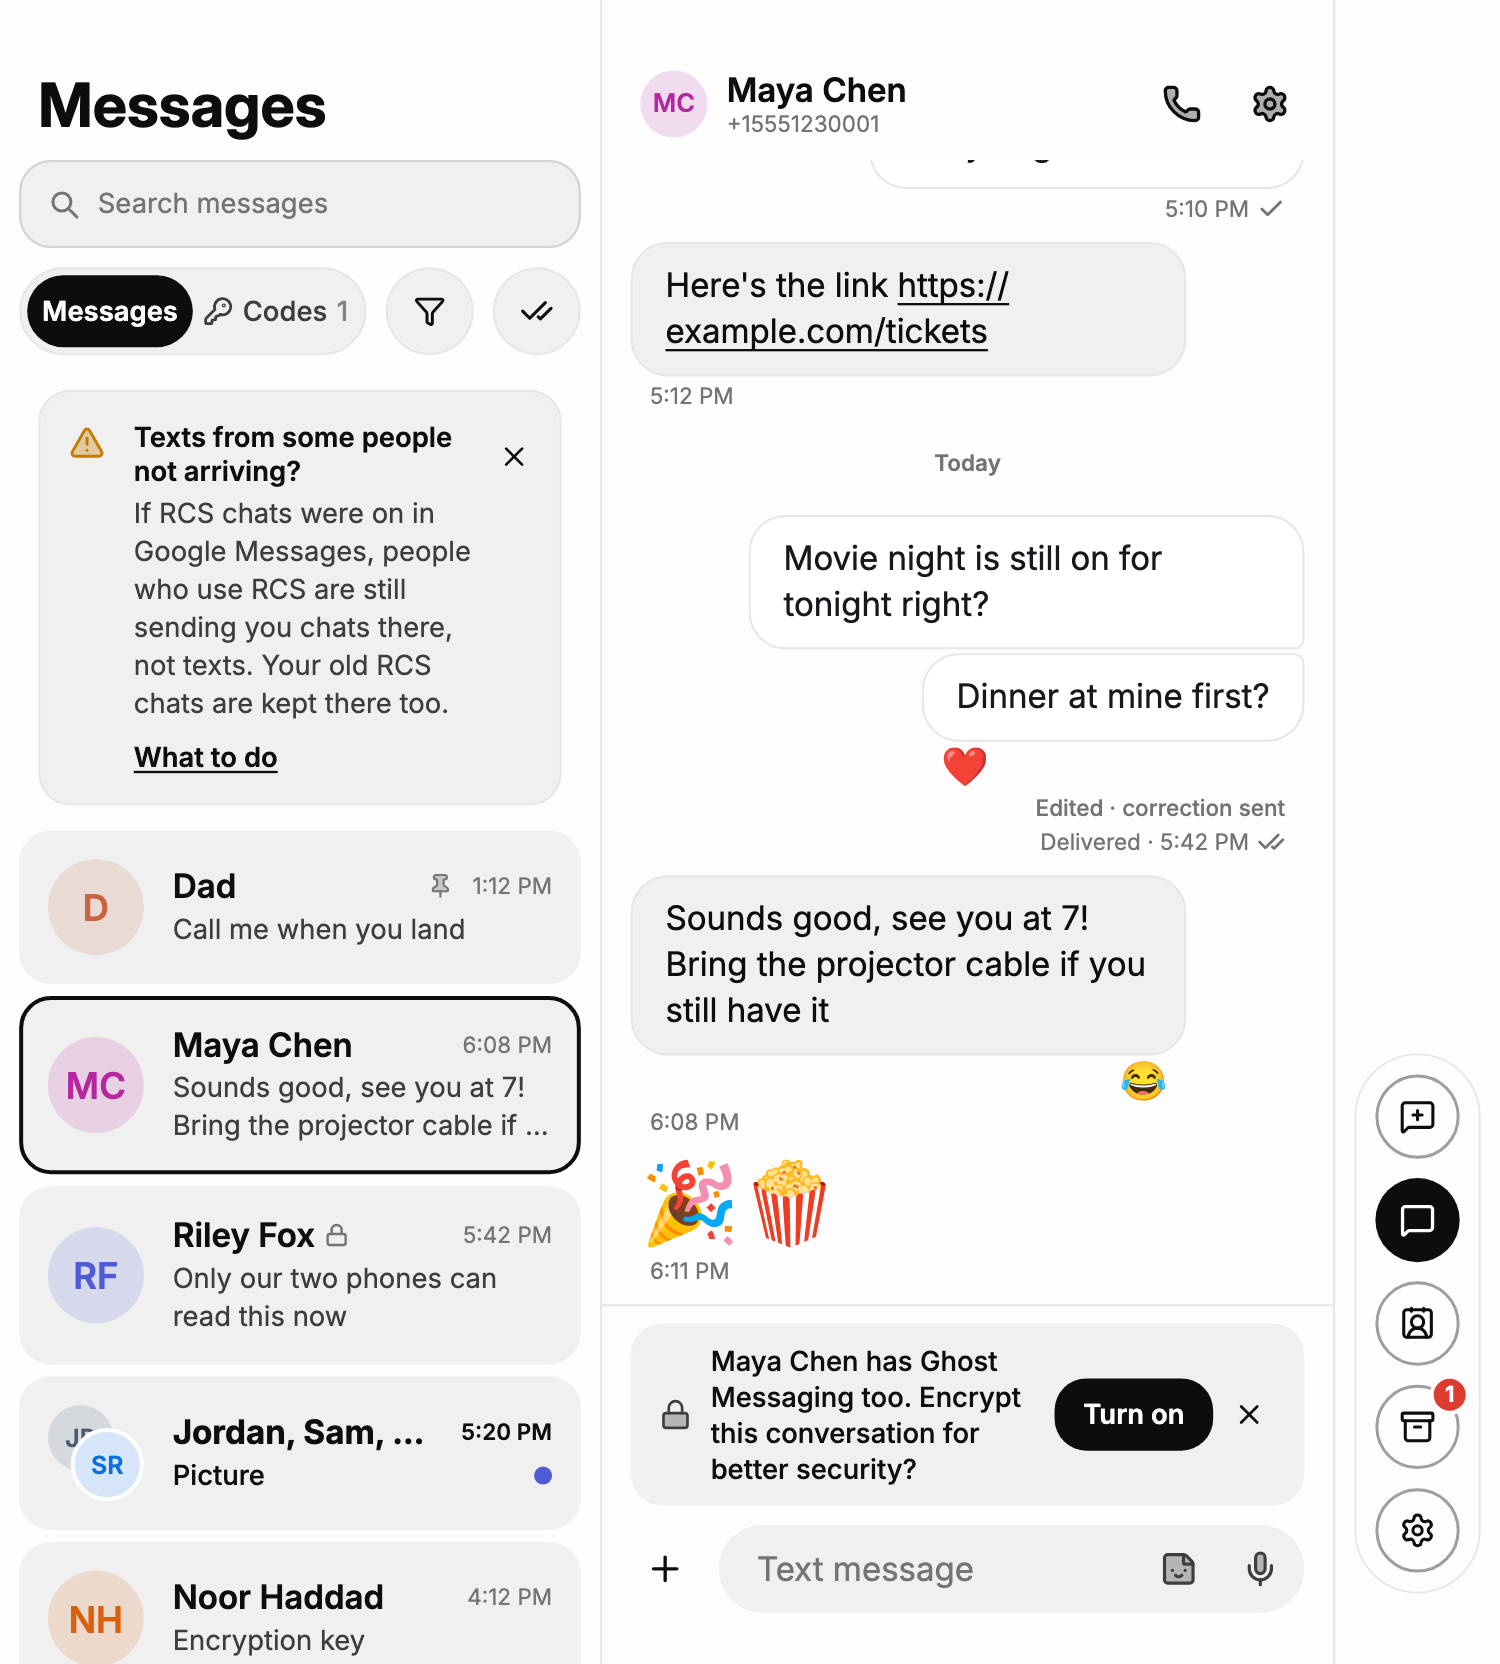 Messages
Search messages
Messages
Codes 1
Texts from some people
not arriving?
If RCS chats were on in
Google Messages, people
who use RCS are still
sending you chats there,
not texts. Your old RCS
chats are kept there too.
What to do
D
Dad
1:12 PM
Call me when you land
MC
Maya Chen
6:08 PM
Sounds good, see you at 7!
Bring the projector cable if ...
RF
Riley Fox
5:42 PM
Only our two phones can
read this now
SR
Jordan, Sam, ...
5:20 PM
Picture
NH
Noor Haddad
4:12 PM
Encryption key
MC
Maya Chen
+15551230001
5:10 PM
Here's the link https://
example.com/tickets
5:12 PM
Today
Movie night is still on for
tonight right?
Dinner at mine first?
Edited · correction sent
Delivered · 5:42 PM
Sounds good, see you at 7!
Bring the projector cable if you
still have it
6:08 PM
6:11 PM
Maya Chen has Ghost
Messaging too. Encrypt
this conversation for
better security?
Turn on
Text message
1